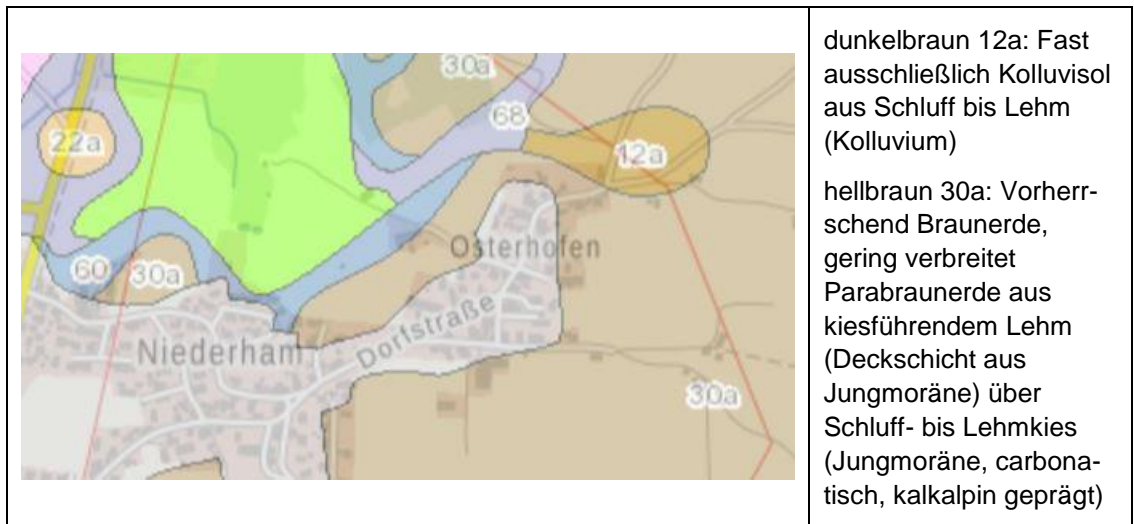 30a
68
22a
12a
Osterhofen
60
30a
Niederham
Dorfstraße
30a
dunkelbraun 12a: Fast
ausschließlich Kolluvisol
aus Schluff bis Lehm
(Kolluvium)
hellbraun 30a: Vorherr-
schend Braunerde,
gering verbreitet
Parabraunerde aus
kiesführendem Lehm
(Deckschicht aus
Jungmoräne) über
Schluff- bis Lehmkies
(Jungmoräne, carbona-
tisch, kalkalpin geprägt)